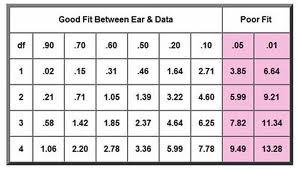 Good Fit Between Ear & Data Poor Fit
df .90 .70 .60 .50 .20 .10 .05 .01
1 .02 .15 .31 .46 1.64 2.71 3.85 6.64
2 .21 .71 1.05 1.39 3.22 4.60 5.99 9.21
3 .58 1.42 1.85 2.37 4.64 6.25 7.82 11.34
4 1.06 2.20 2.78 3.36 5.99 7.78 9.49 13.28